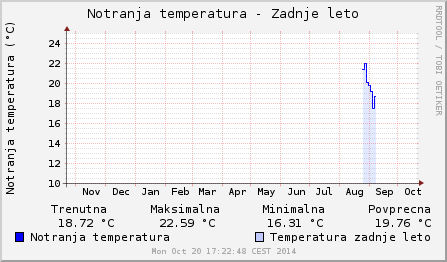 Notranja temperatura - Zadnje leto
RRDTOOL / TOBI OETIKER
Notranja temperatura (°C)
24
22
20
18
16
14
12
10
Nov Dec Jan Feb Mar Apr May Jun Jul Aug Sep Oct
Trenutna Maksimalna Minimalna Povprecna
18.72 °C 22.59 °C 16.31 °C 19.76 °C
Notranja temperatura Temperatura zadnje leto
Mon Oct 20 17:22:48 CEST 2014